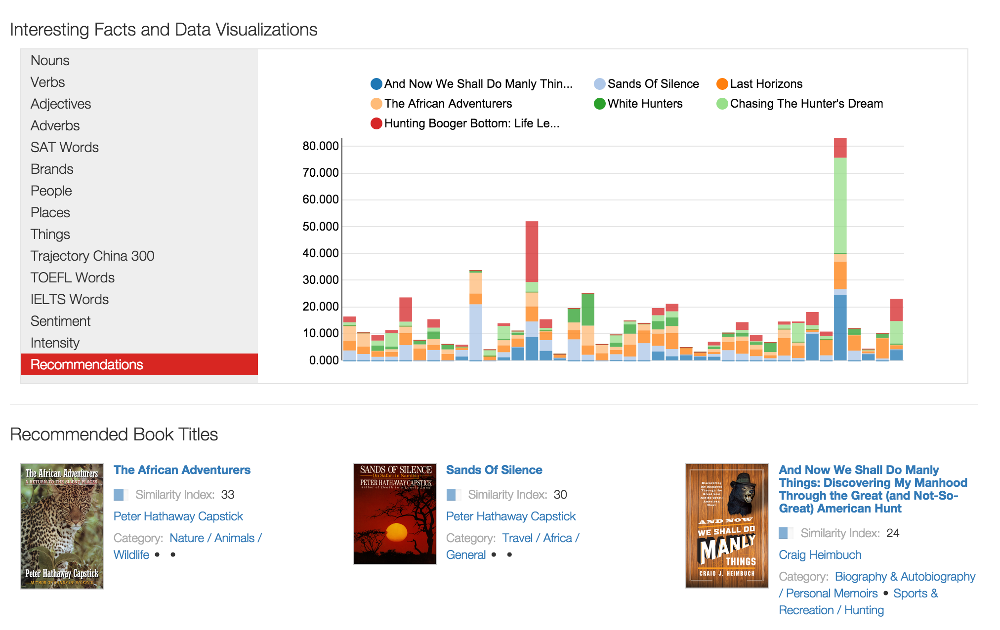 Interesting Facts and Data Visualizations
Nouns
Verbs
Adjectives
Adverbs
SAT Words
Brands
People
Places
Things
Trajectory China 300
TOEFL Words
IELTS Words
Sentiment
Intensity
Recommendations
And Now We Shall Do Manly Thin... Sands Of Silence Last Horizons
The African Adventurers White Hunters Chasing The Hunter's Dream
Hunting Booger Bottom: Life Le...
80.000
70.000
60.000
50.000
40.000
30.000
20.000
10.000
0.000
Recommended Book Titles
The African Adventurers
A RETURN TO THE SILENT PLACES
Peter Hathaway Capstick
AUTHOR OF SANDS OF SILENCE
The African Adventurers
Similarity Index: 33
Peter Hathaway Capstick
Category: Nature / Animals /
Wildlife • •
SANDS OF SILENCE
On Safari in Namibia
PETER HATHAWAY CAPSTICK
author of Death in a Lonely Land
Sands Of Silence
Similarity Index: 30
Peter Hathaway Capstick
Category: Travel / Africa /
General • •
Discovering
My Manhood
Through the
Great (and
Not-So-Great)
American
Hunt
AND NOW
WE SHALL DO
MANLY
THINGS
CRAIG J. HEIMBUCH
And Now We Shall Do Manly
Things: Discovering My Manhood
Through the Great (and Not-So-
Great) American Hunt
Similarity Index: 24
Craig Heimbuch
Category: Biography & Autobiography
/ Personal Memoirs • Sports &
Recreation / Hunting